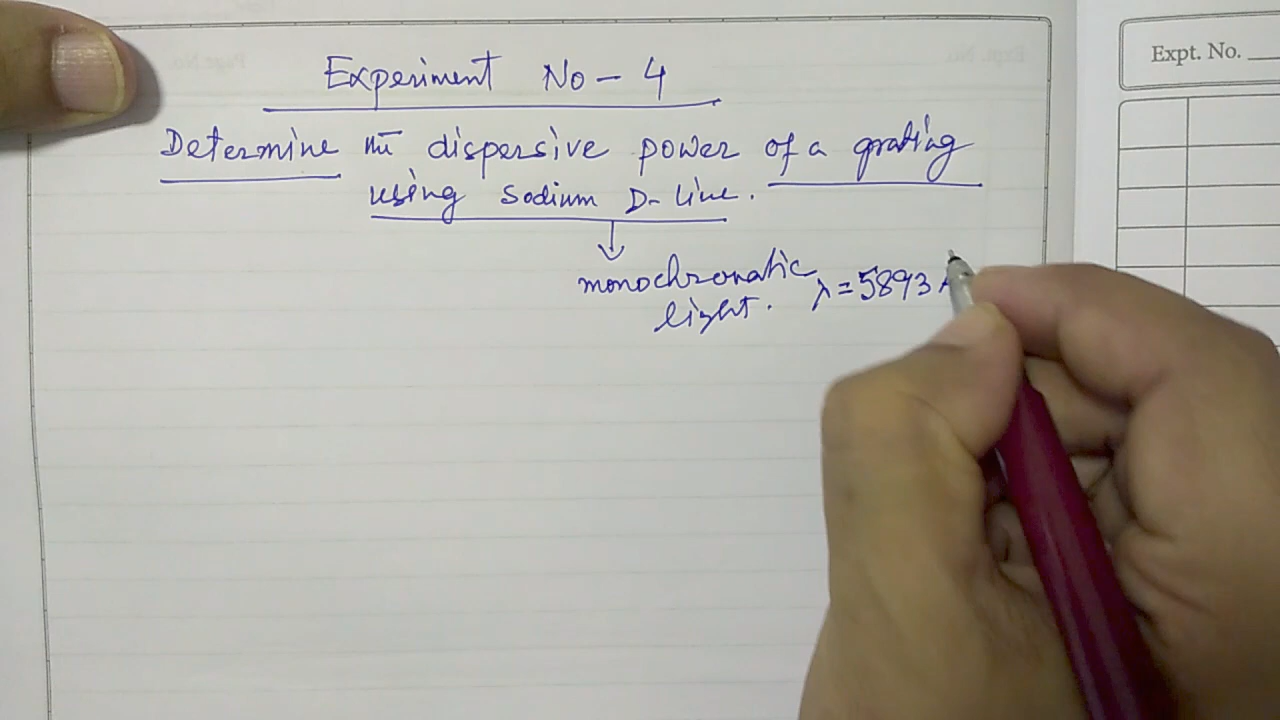 Experiment No - 4
Determine the dispersive power of a grating
using Sodium D-line.
monochromatic
light. λ = 5893 A
Expt. No.